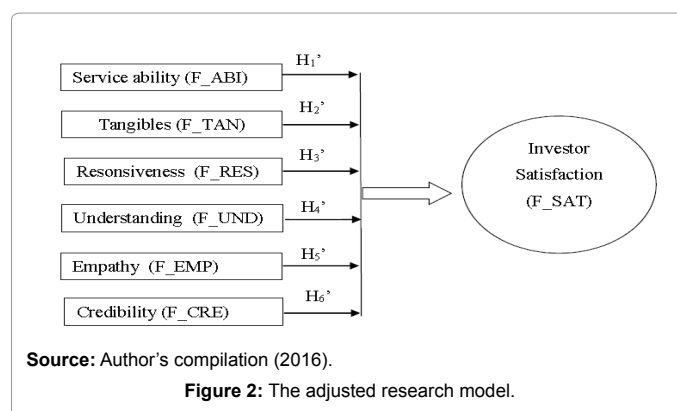 H₁’
Service ability (F_ABI)
H₂’
Tangibles (F_TAN)
H₃’
Resonsiveness (F_RES)
H₄’
Understanding (F_UND)
H₅’
Empathy (F_EMP)
H₆’
Credibility (F_CRE)
Investor
Satisfaction
(F_SAT)
Source: Author’s compilation (2016).
Figure 2: The adjusted research model.